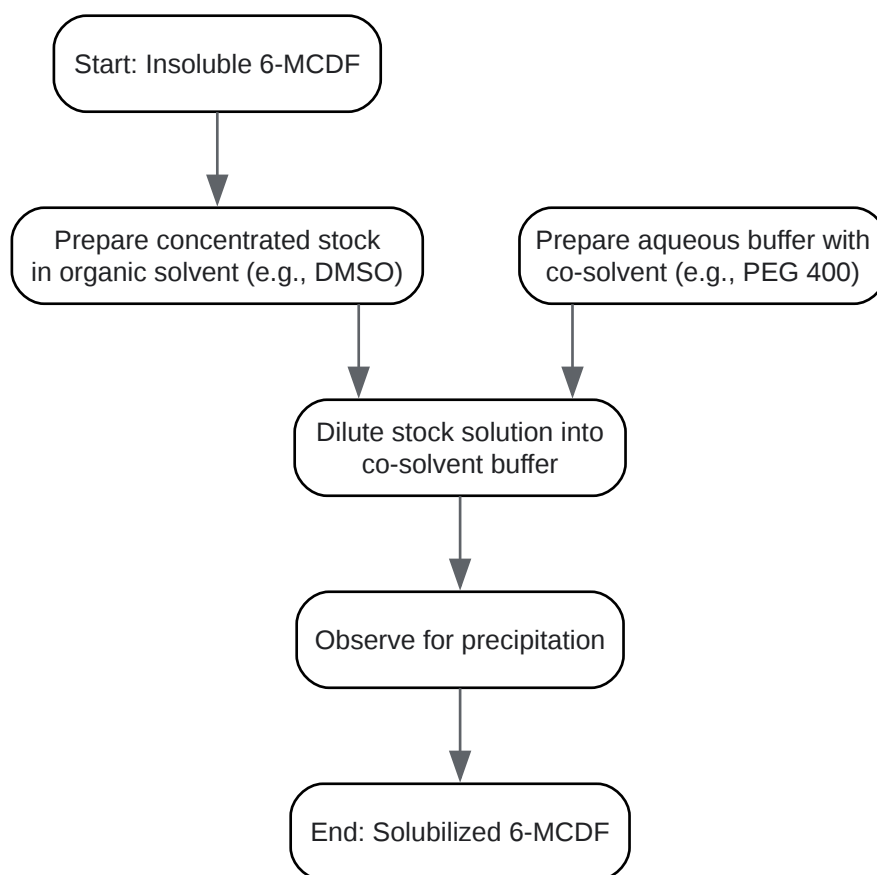 Start: Insoluble 6-MCDF
Prepare concentrated stock
in organic solvent (e.g., DMSO)
Prepare aqueous buffer with
co-solvent (e.g., PEG 400)
Dilute stock solution into
co-solvent buffer
Observe for precipitation
End: Solubilized 6-MCDF